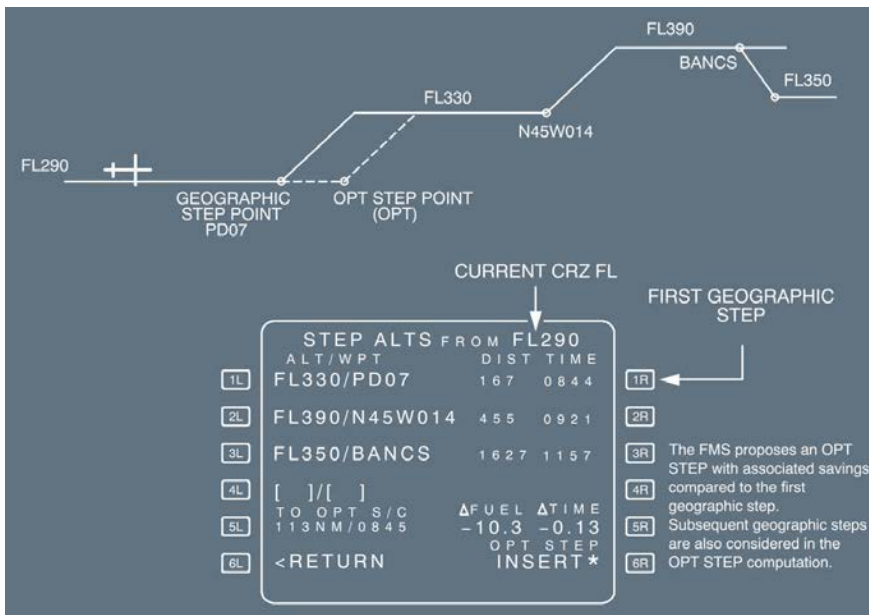 FL390
BANCS
FL350
FL330
N45W014
FL290
GEOGRAPHIC
STEP POINT
PD07
OPT STEP POINT
(OPT)
CURRENT CRZ FL
FIRST GEOGRAPHIC
STEP
STEP ALTS FROM FL290
ALT/WPT DIST TIME
1L FL330/PD07 167 0844 1R
2L FL390/N45W014 455 0921 2R
3L FL350/BANCS 1627 1157 3R
4L [ ]/[ ] 4R
TO OPT S/C ΔFUEL ΔTIME
5L 113NM/0845 -10.3 -0.13 5R
OPT STEP
6L <RETURN INSERT* 6R
The FMS proposes an OPT
STEP with associated savings
compared to the first
geographic step.
Subsequent geographic steps
are also considered in the
OPT STEP computation.